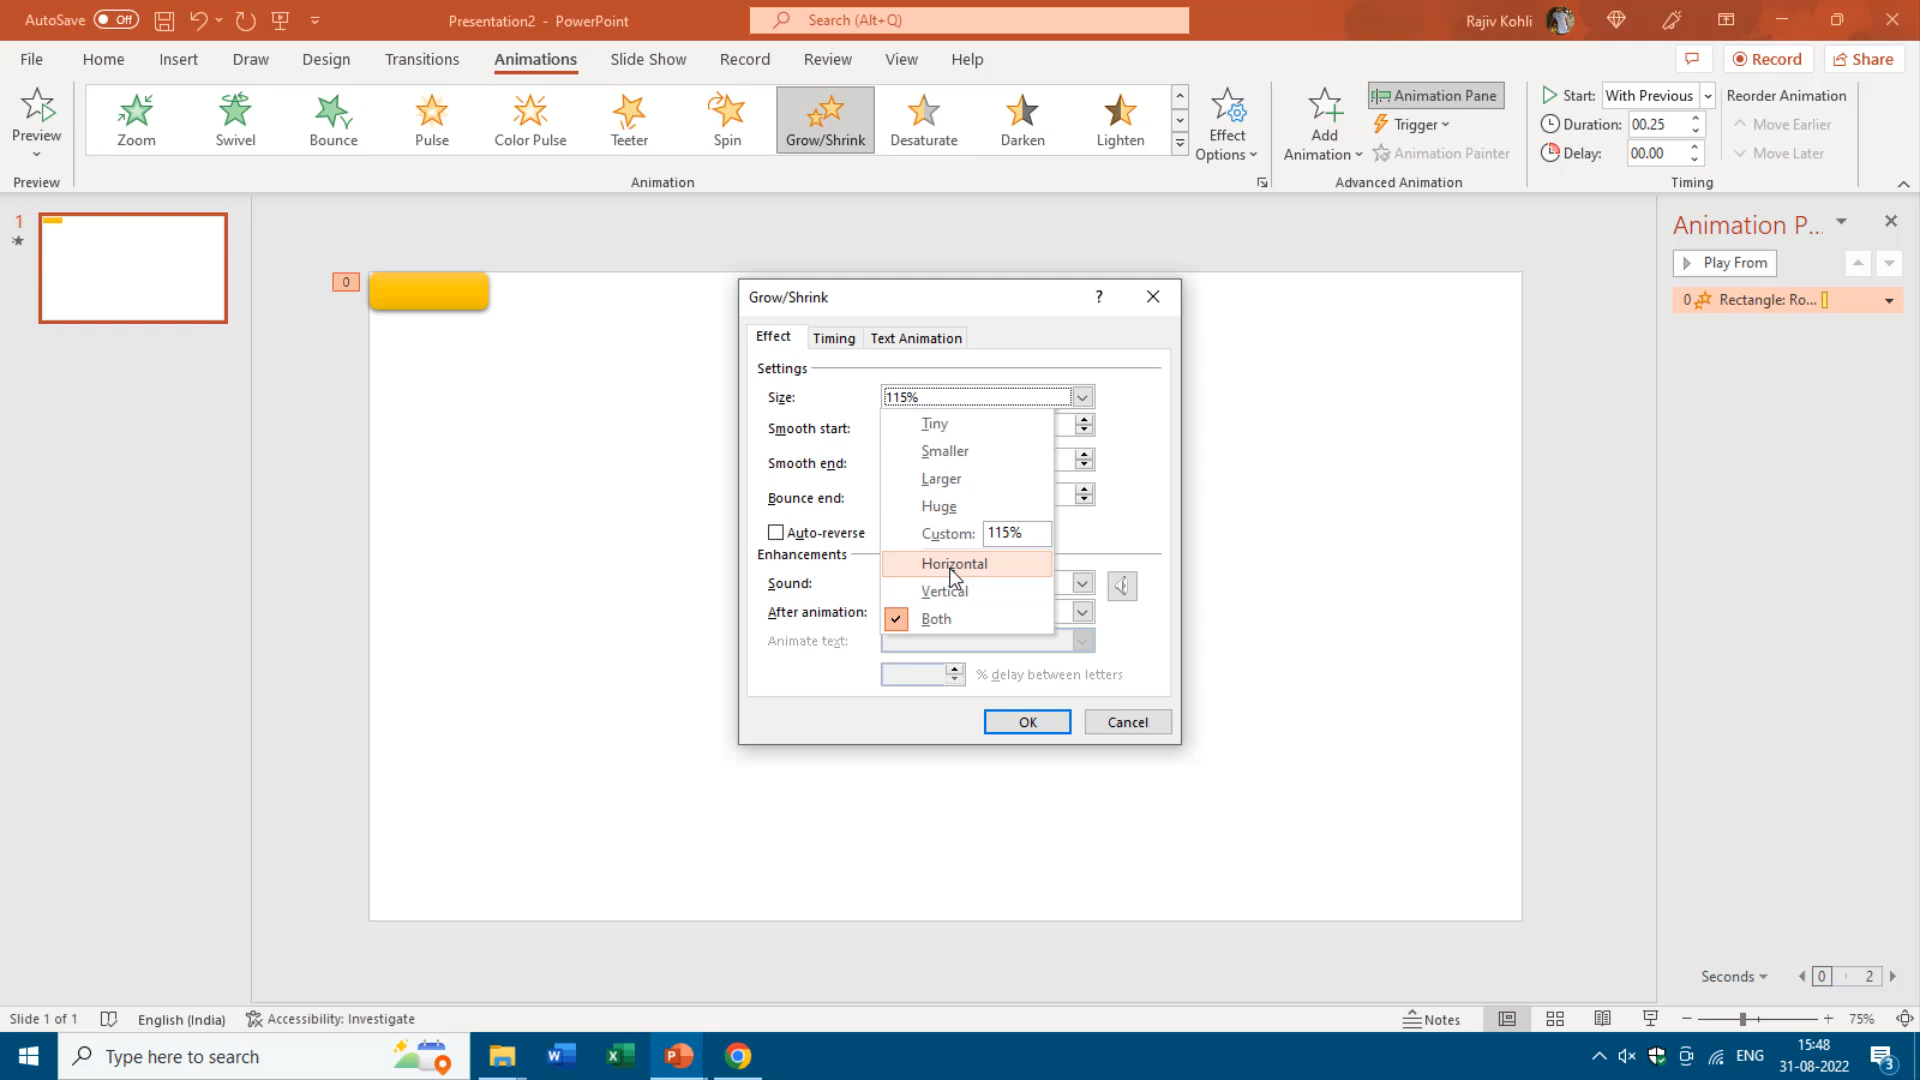 AutoSave Off Presentation2 - PowerPoint Search (Alt+Q) Rajiv Kohli
File Home Insert Draw Design Transitions Animations Slide Show Record Review View Help Record Share
Preview
Zoom Swivel Bounce Pulse Color Pulse Teeter Spin Grow/Shrink Desaturate Darken Lighten
Effect Options
Add Animation
Animation Pane
Trigger
Animation Painter
Start: With Previous
Duration: 00.25
Delay: 00.00
Reorder Animation
Move Earlier
Move Later
Preview Animation Advanced Animation Timing
1
0
Animation P...
Play From
0 Rectangle: Ro...
Grow/Shrink ?
Effect Timing Text Animation
Settings
Size: 115%
Tiny
Smooth start:
Smaller
Smooth end:
Larger
Bounce end:
Huge
Auto-reverse
Custom: 115%
Enhancements
Horizontal
Sound:
Vertical
After animation:
Both
Animate text:
% delay between letters
OK Cancel
Seconds 0 2
Slide 1 of 1 English (India) Accessibility: Investigate Notes 75%
Type here to search
ENG
15:48
31-08-2022
3